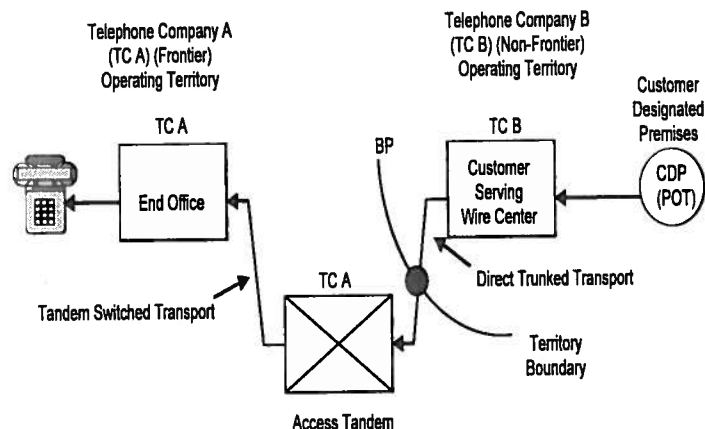 Telephone Company A
(TC A) (Frontier)
Operating Territory
Telephone Company B
(TC B) (Non-Frontier)
Operating Territory
Customer
Designated
Premises
TC A
End Office
BP
TC B
Customer
Serving
Wire Center
CDP
(POT)
Tandem Switched Transport
TC A
Direct Trunked Transport
Territory
Boundary
Access Tandem